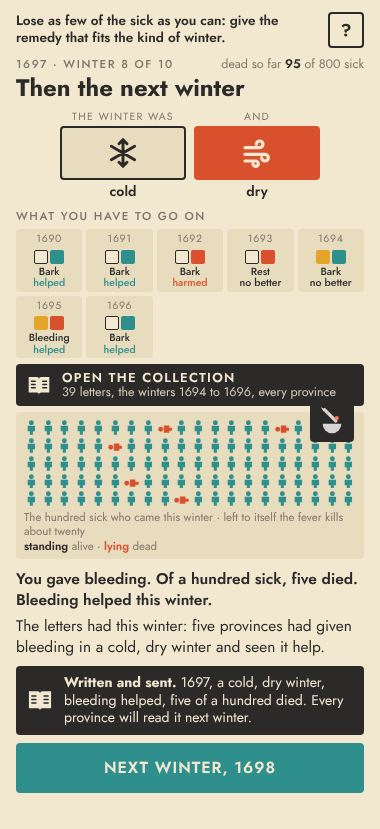 Lose as few of the sick as you can: give the
remedy that fits the kind of winter.
?
1697 · WINTER 8 OF 10
dead so far 95 of 800 sick
Then the next winter
THE WINTER WAS
AND
cold
dry
WHAT YOU HAVE TO GO ON
1690
1691
1692
1693
1694
Bark
Bark
Bark
Rest
Bark
helped
helped
harmed
no better
no better
1695
1696
Bleeding
Bark
helped
helped
OPEN THE COLLECTION
39 letters, the winters 1694 to 1696, every province
The hundred sick who came this winter · left to itself the fever kills
about twenty
standing alive · lying dead
You gave bleeding. Of a hundred sick, five died.
Bleeding helped this winter.
The letters had this winter: five provinces had given
bleeding in a cold, dry winter and seen it help.
Written and sent. 1697, a cold, dry winter,
bleeding helped, five of a hundred died. Every
province will read it next winter.
NEXT WINTER, 1698